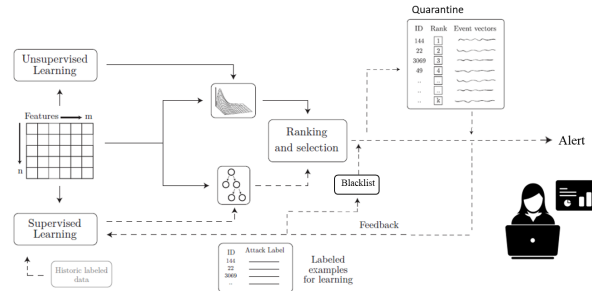 Quarantine
ID Rank Event vectors
144 1
22 2
3069 3
49 4
.. ..
.. ..
.. k
Unsupervised
Learning
Features m
n
Ranking
and selection
Alert
Blacklist
Supervised
Learning
Feedback
Historic labeled
data
ID Attack Label
144
22
3069
..
Labeled
examples
for learning